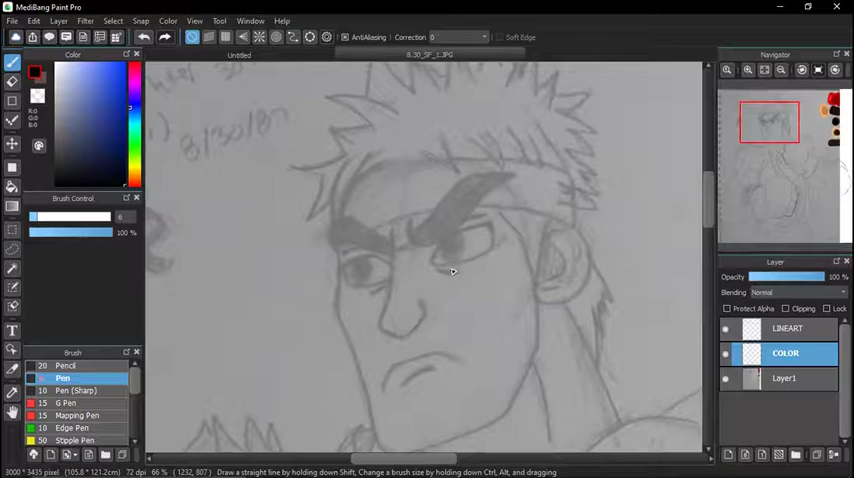 MediBang Paint Pro
File Edit Layer Filter Select Snap Color View Tool Window Help
AntiAliasing Correction 0 Soft Edge
Untitled 8.30_SF_1.JPG
Color
R:0
G:0
B:0
Brush Control
6
100 %
Brush
20 Pencil
Pen
10 Pen (Sharp)
15 G Pen
15 Mapping Pen
10 Edge Pen
50 Stipple Pen
30
8/30/87
Navigator
Layer
Opacity 100 %
Blending Normal
Protect Alpha Clipping Lock
LINEART
COLOR
Layer1
3000 * 3435 pixel (105.8 * 121.2cm) 72 dpi 66 % ( 1232, 807) Draw a straight line by holding down Shift, Change a brush size by holding down Ctrl, Alt, and dragging